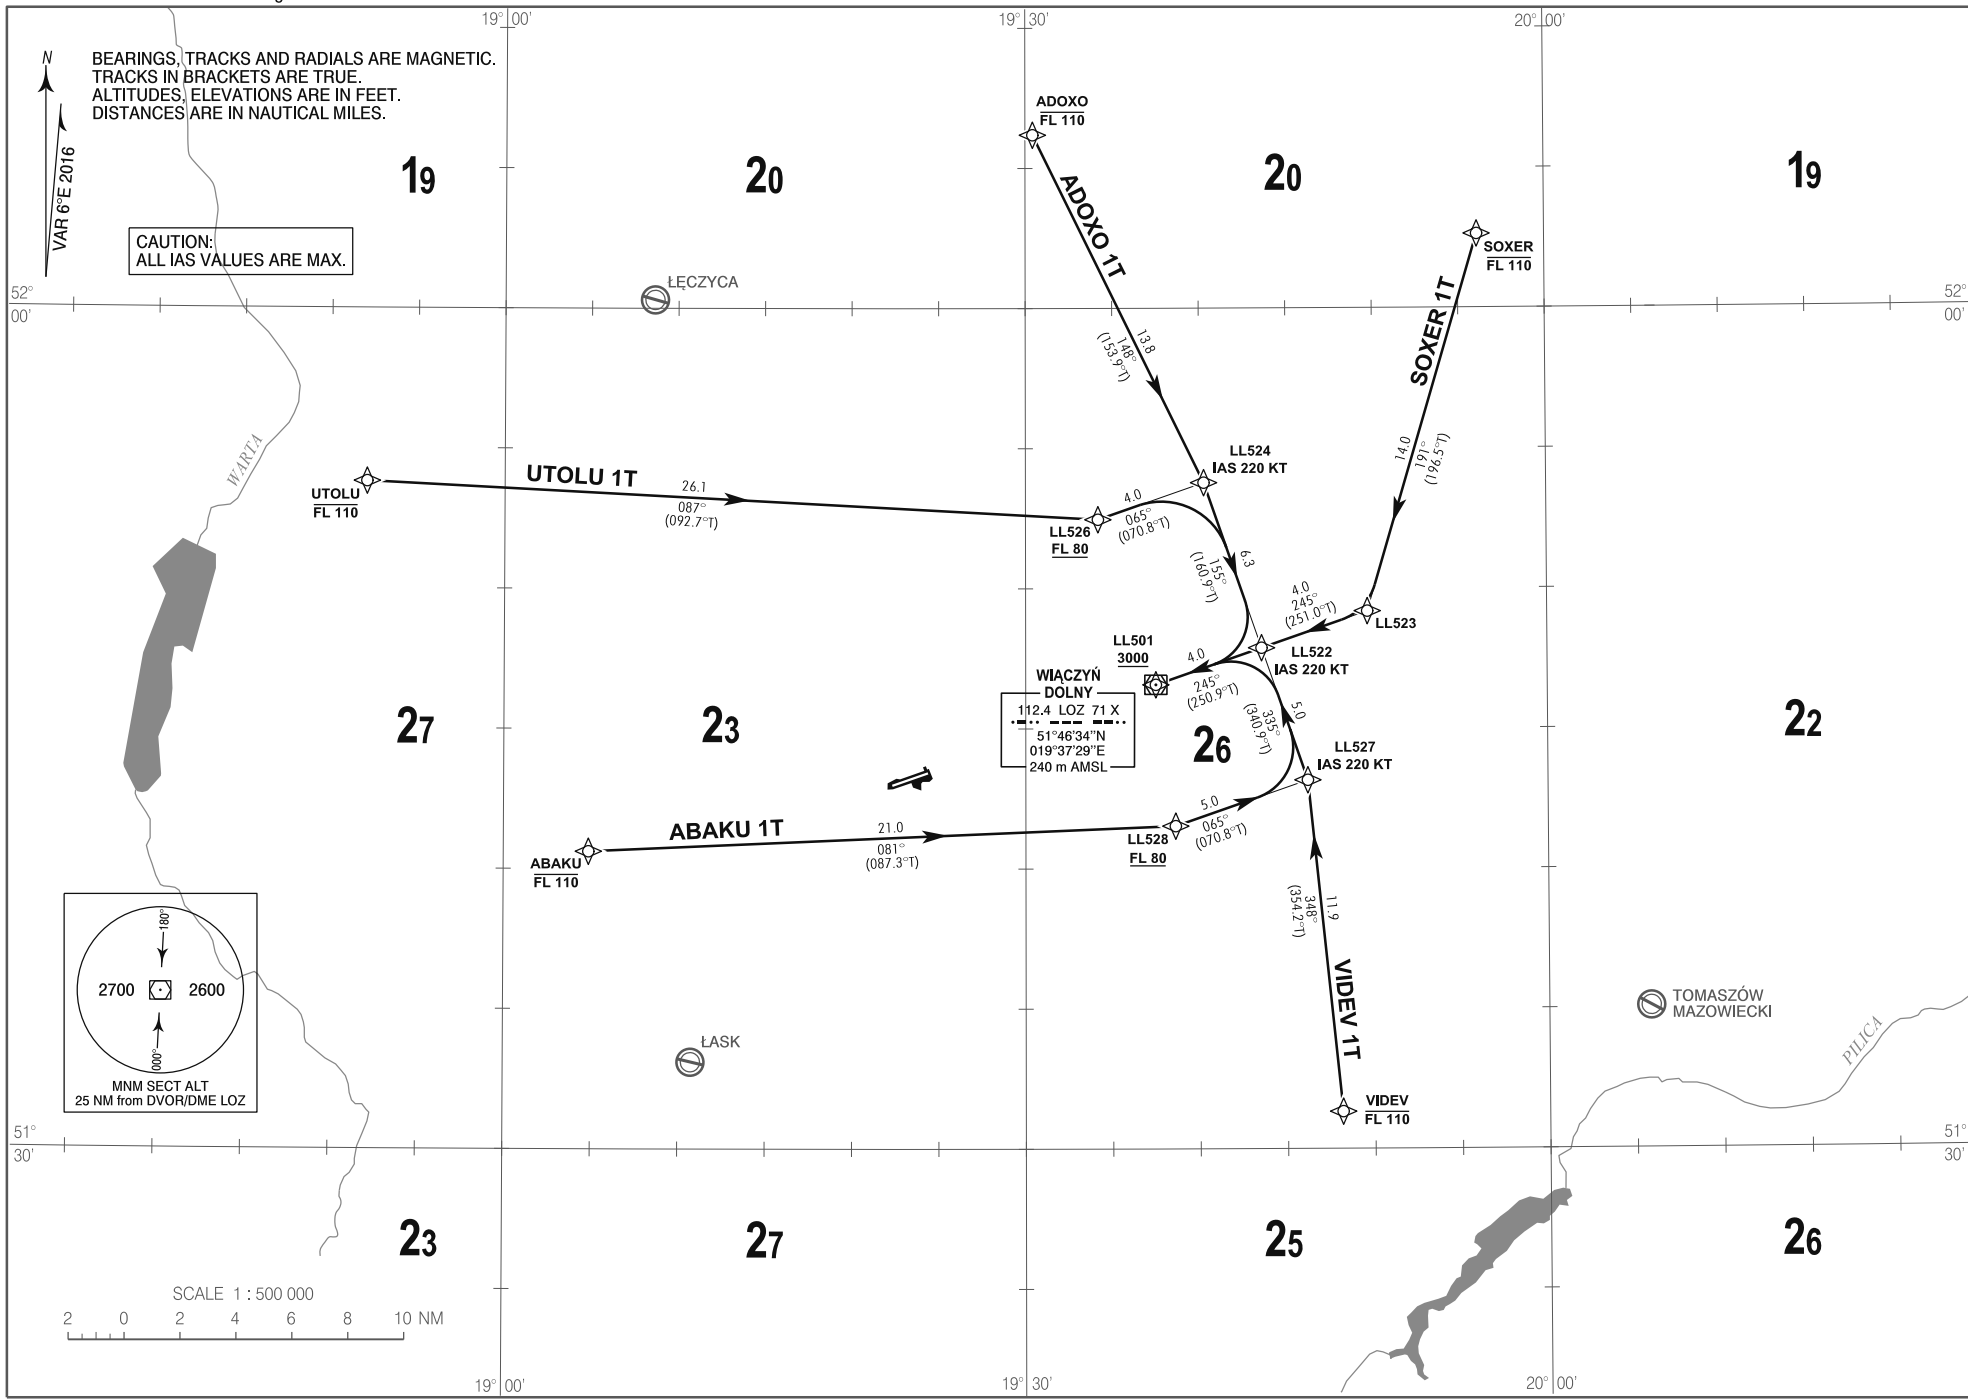 19° 00'
19° 30'
20° 00'
N
VAR 6°E 2016
BEARINGS, TRACKS AND RADIALS ARE MAGNETIC.
TRACKS IN BRACKETS ARE TRUE.
ALTITUDES, ELEVATIONS ARE IN FEET.
DISTANCES ARE IN NAUTICAL MILES.
CAUTION:
ALL IAS VALUES ARE MAX.
19
20
20
19
ADOXO
FL 110
ADOXO 1T
13.8
148°
(153.9°T)
SOXER
FL 110
SOXER 1T
14.0
191°
(196.5°T)
52°
00'
52°
00'
ŁĘCZYCA
WARTA
UTOLU
FL 110
UTOLU 1T
26.1
087°
(092.7°T)
LL524
IAS 220 KT
LL526
FL 80
4.0
065°
(070.8°T)
6.3
155°
(160.9°T)
4.0
245°
(251.0°T)
LL523
LL522
IAS 220 KT
LL501
3000
4.0
245°
(250.9°T)
WIĄCZYŃ
DOLNY
112.4 LOZ 71 X
51°46'34"N
019°37'29"E
240 m AMSL
27
23
26
22
5.0
335°
(340.9°T)
LL527
IAS 220 KT
5.0
065°
(070.8°T)
LL528
FL 80
ABAKU
FL 110
ABAKU 1T
21.0
081°
(087.3°T)
11.9
348°
(354.2°T)
VIDEV 1T
VIDEV
FL 110
180°
2700
2600
000°
MNM SECT ALT
25 NM from DVOR/DME LOZ
ŁASK
TOMASZÓW
MAZOWIECKI
PILICA
51°
30'
51°
30'
23
27
25
26
SCALE 1 : 500 000
2 0 2 4 6 8 10 NM
19° 00'
19° 30'
20° 00'